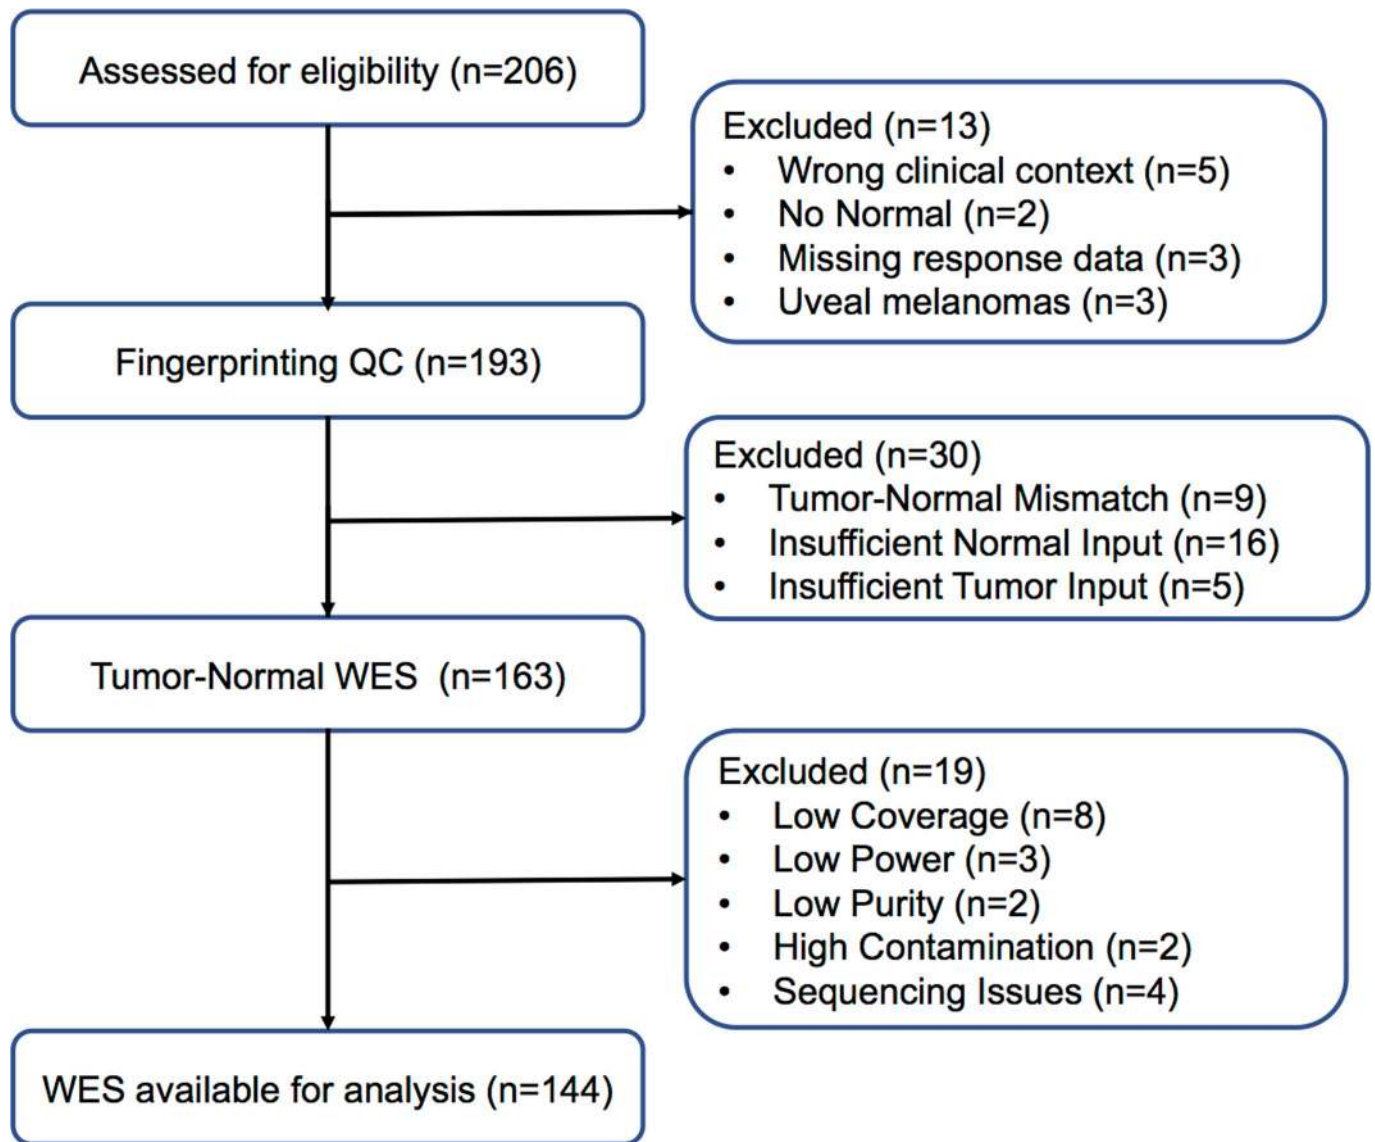 Assessed for eligibility (n=206)
Excluded (n=13)
• Wrong clinical context (n=5)
• No Normal (n=2)
• Missing response data (n=3)
• Uveal melanomas (n=3)
Fingerprinting QC (n=193)
Excluded (n=30)
• Tumor-Normal Mismatch (n=9)
• Insufficient Normal Input (n=16)
• Insufficient Tumor Input (n=5)
Tumor-Normal WES (n=163)
Excluded (n=19)
• Low Coverage (n=8)
• Low Power (n=3)
• Low Purity (n=2)
• High Contamination (n=2)
• Sequencing Issues (n=4)
WES available for analysis (n=144)